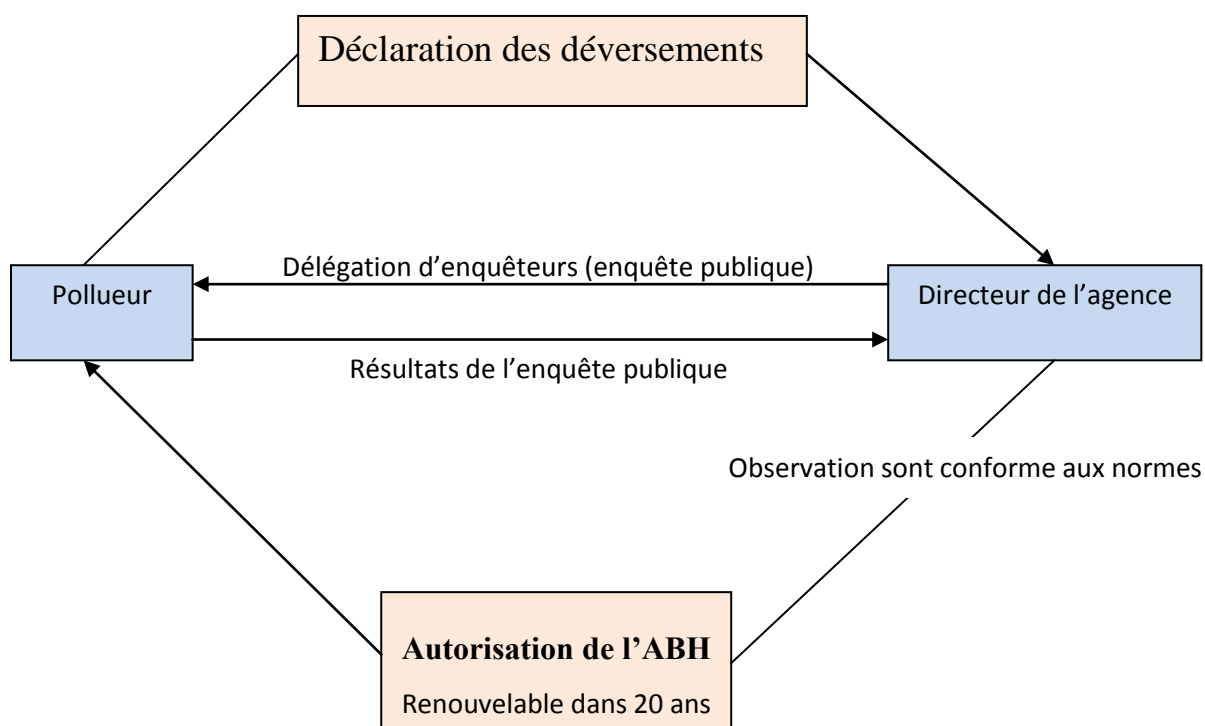 Déclaration des déversements
Délégation d’enquêteurs (enquête publique)
Pollueur
Directeur de l’agence
Résultats de l’enquête publique
Observation sont conforme aux normes
Autorisation de l’ABH
Renouvelable dans 20 ans